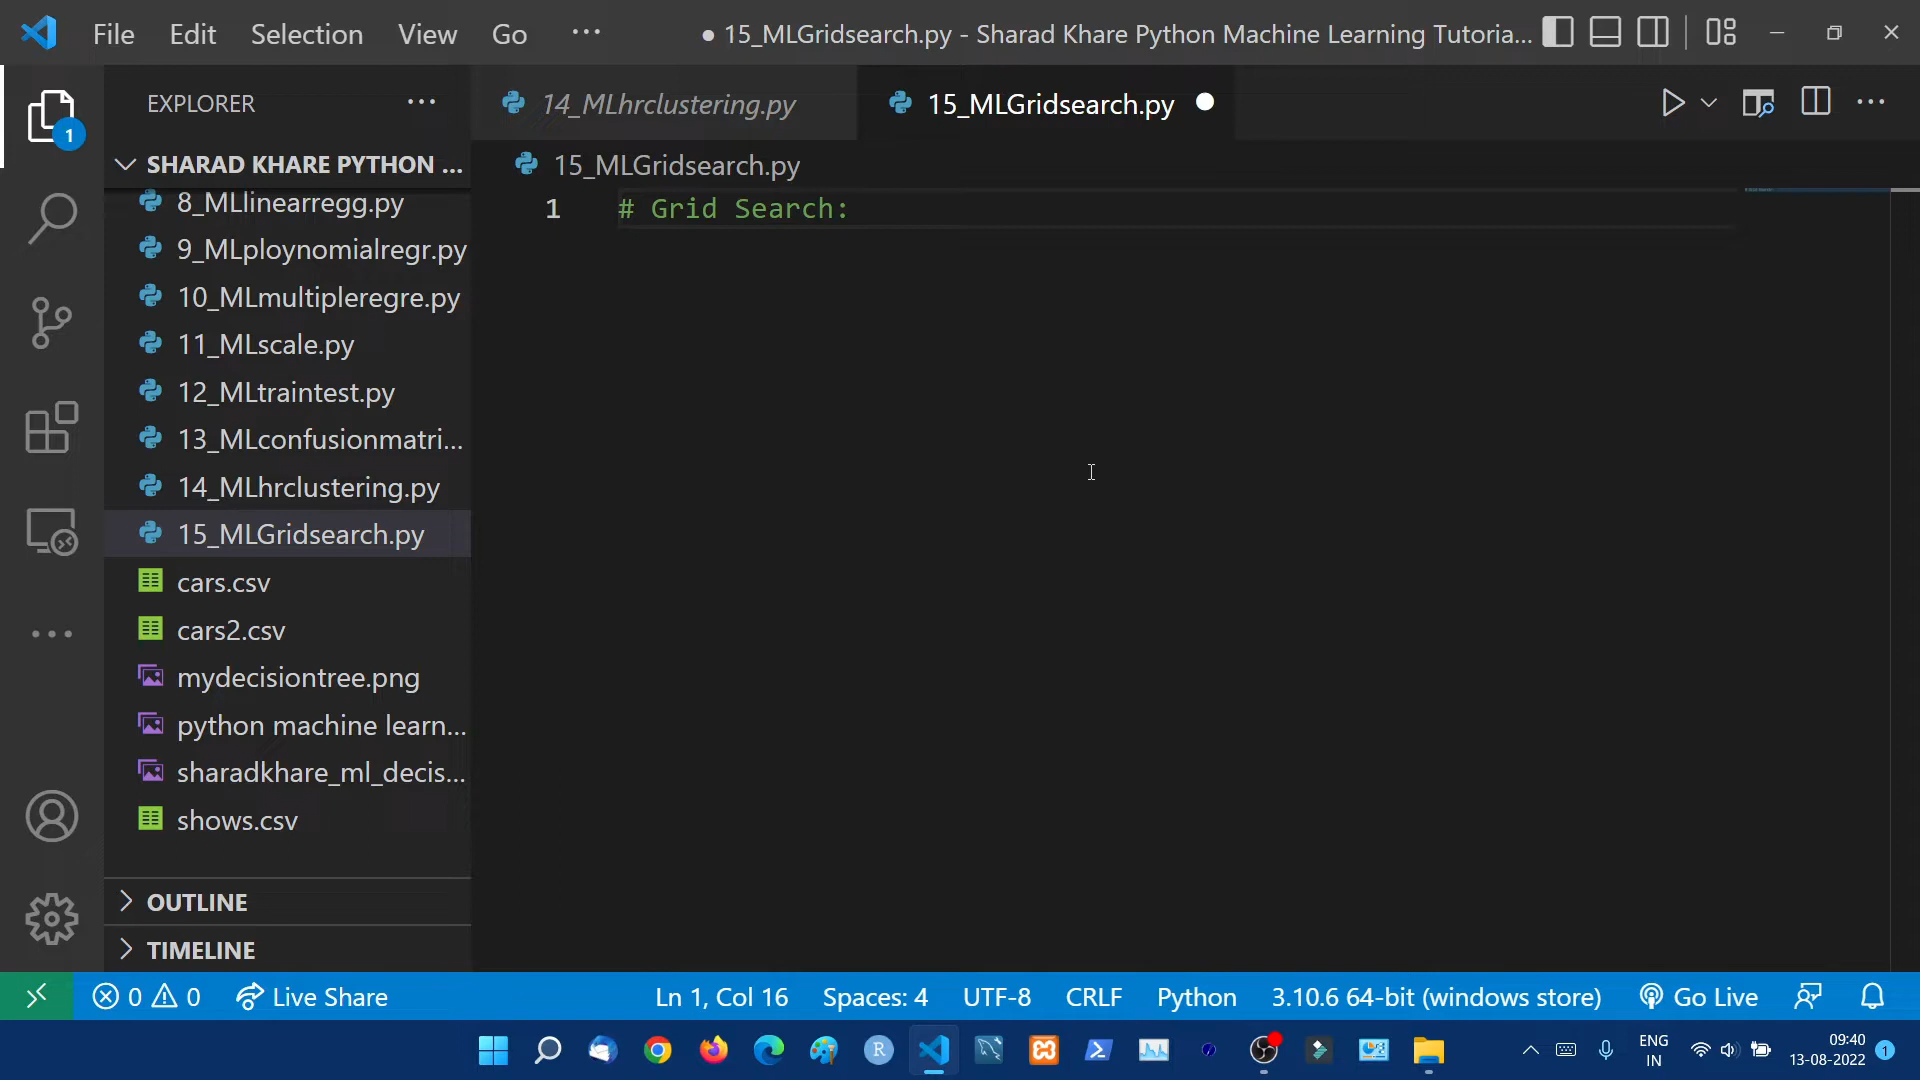 File Edit Selection View Go ···
● 15_MLGridsearch.py - Sharad Khare Python Machine Learning Tutoria...
EXPLORER
1
SHARAD KHARE PYTHON ...
8_MLlinearregg.py
9_MLploynomialregr.py
10_MLmultipleregre.py
11_MLscale.py
12_MLtraintest.py
13_MLconfusionmatri...
14_MLhrclustering.py
15_MLGridsearch.py
cars.csv
cars2.csv
mydecisiontree.png
python machine learn...
sharadkhare_ml_decis...
shows.csv
OUTLINE
TIMELINE
14_MLhrclustering.py
15_MLGridsearch.py
15_MLGridsearch.py
1 # Grid Search:
0 0 Live Share
Ln 1, Col 16 Spaces: 4 UTF-8 CRLF Python 3.10.6 64-bit (windows store) Go Live
R
ENG
IN
09:40
13-08-2022
1